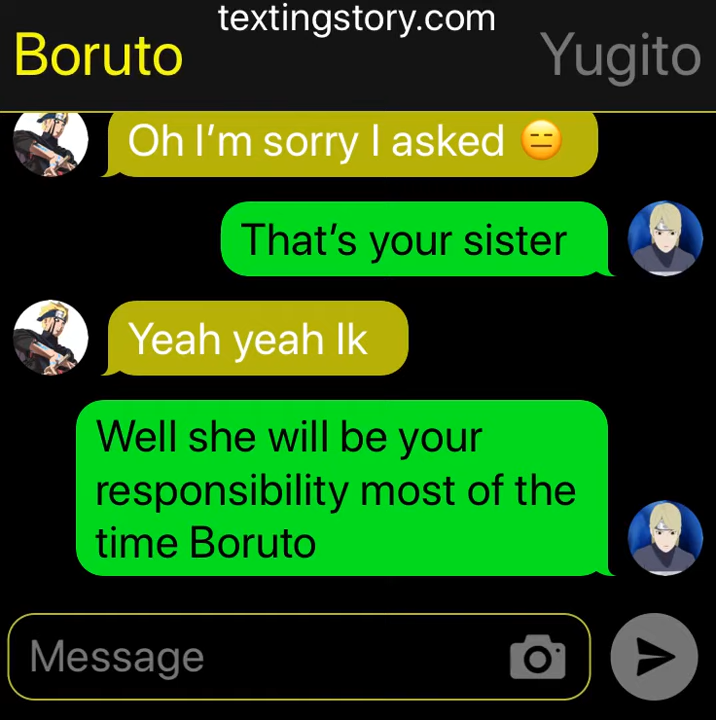 textingstory.com
Boruto
Yugito
Oh I’m sorry I asked 😑
That’s your sister
Yeah yeah Ik
Well she will be your
responsibility most of the
time Boruto
Message